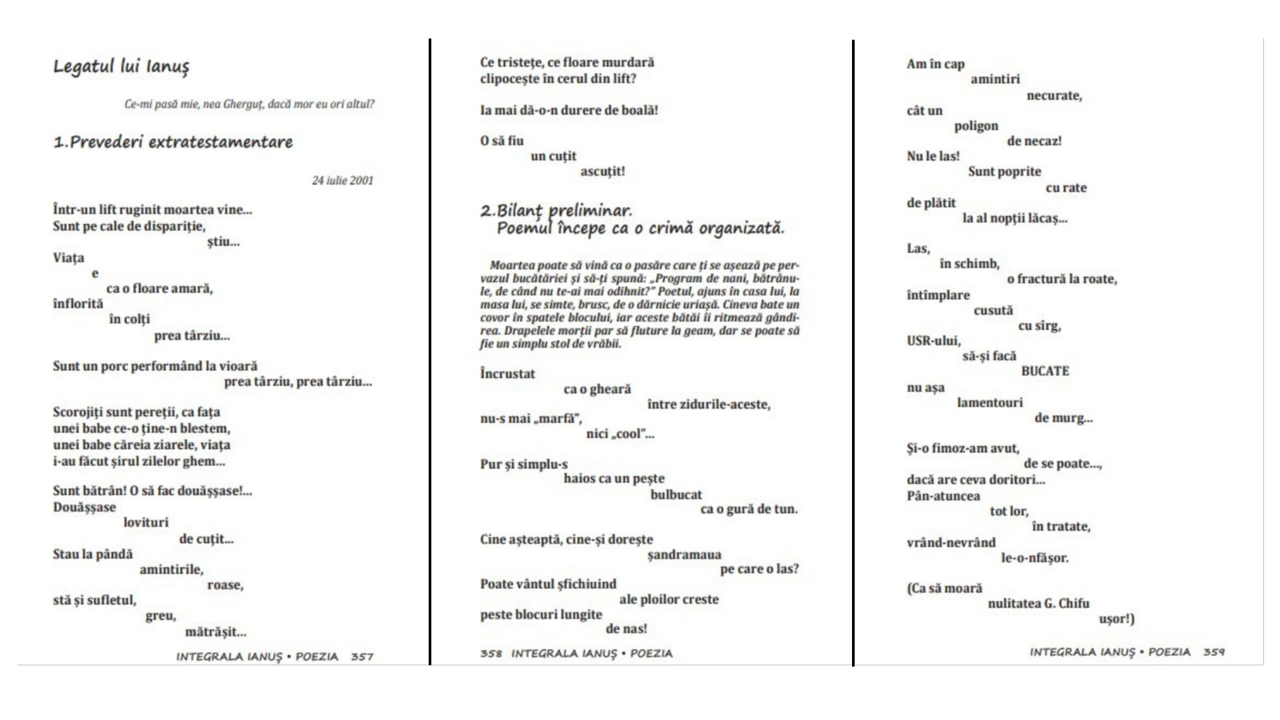 Legatul lui Ianuş
Ce-mi pasă mie, nea Gherguţ, dacă mor eu ori altul?
1.Prevederi extratestamentare
24 iulie 2001
Într-un lift ruginit moartea vine...
Sunt pe cale de dispariţie,
ştiu...
Viaţa
e
ca o floare amară,
înflorită
în colţi
prea târziu...
Sunt un porc performând la vioară
prea târziu, prea târziu...
Scorojiţi sunt pereţii, ca faţa
unei babe ce-o ţine-n blestem,
unei babe căreia ziarele, viaţa
i-au făcut şirul zilelor ghem...
Sunt bătrân! O să fac douăşşase!...
Douăşşase
lovituri
de cuţit...
Stau la pândă
amintirile,
roase,
stă şi sufletul,
greu,
mătrăşit...
INTEGRALA IANUŞ • POEZIA 357
Ce tristeţe, ce floare murdară
clipoceşte în cerul din lift?
Ia mai dă-o-n durere de boală!
O să fiu
un cuţit
ascuţit!
2.Bilanţ preliminar.
Poemul începe ca o crimă organizată.
Moartea poate să vină ca o pasăre care ţi se aşează pe per-
vazul bucătăriei şi să-ţi spună: „Program de nani, bătrânu-
le, de când nu te-ai mai odihnit?” Poetul, ajuns în casa lui, la
masa lui, se simte, brusc, de o dărnicie uriaşă. Cineva bate un
covor în spatele blocului, iar aceste bătăi îi ritmează gândi-
rea. Drapelele morţii par să fluture la geam, dar se poate să
fie un simplu stol de vrăbii.
Încrustat
ca o gheară
între zidurile-aceste,
nu-s mai „marfă”,
nici „cool”...
Pur şi simplu-s
haios ca un peşte
bulbucat
ca o gură de tun.
Cine aşteaptă, cine-şi doreşte
şandramaua
pe care o las?
Poate vântul şfichiuind
ale ploilor creste
peste blocuri lungite
de nas!
358 INTEGRALA IANUŞ • POEZIA
Am în cap
amintiri
necurate,
cât un
poligon
de necaz!
Nu le las!
Sunt poprite
cu rate
de plătit
la al nopţii lăcaş...
Las,
în schimb,
o fractură la roate,
întîmplare
cusută
cu sîrg,
USR-ului,
să-şi facă
BUCATE
nu aşa
lamentouri
de murg...
Şi-o fimoz-am avut,
de se poate...,
dacă are ceva doritori...
Pân-atuncea
tot lor,
în tratate,
vrând-nevrând
le-o-nfăşor.
(Ca să moară
nulitatea G. Chifu
uşor!)
INTEGRALA IANUŞ • POEZIA 359